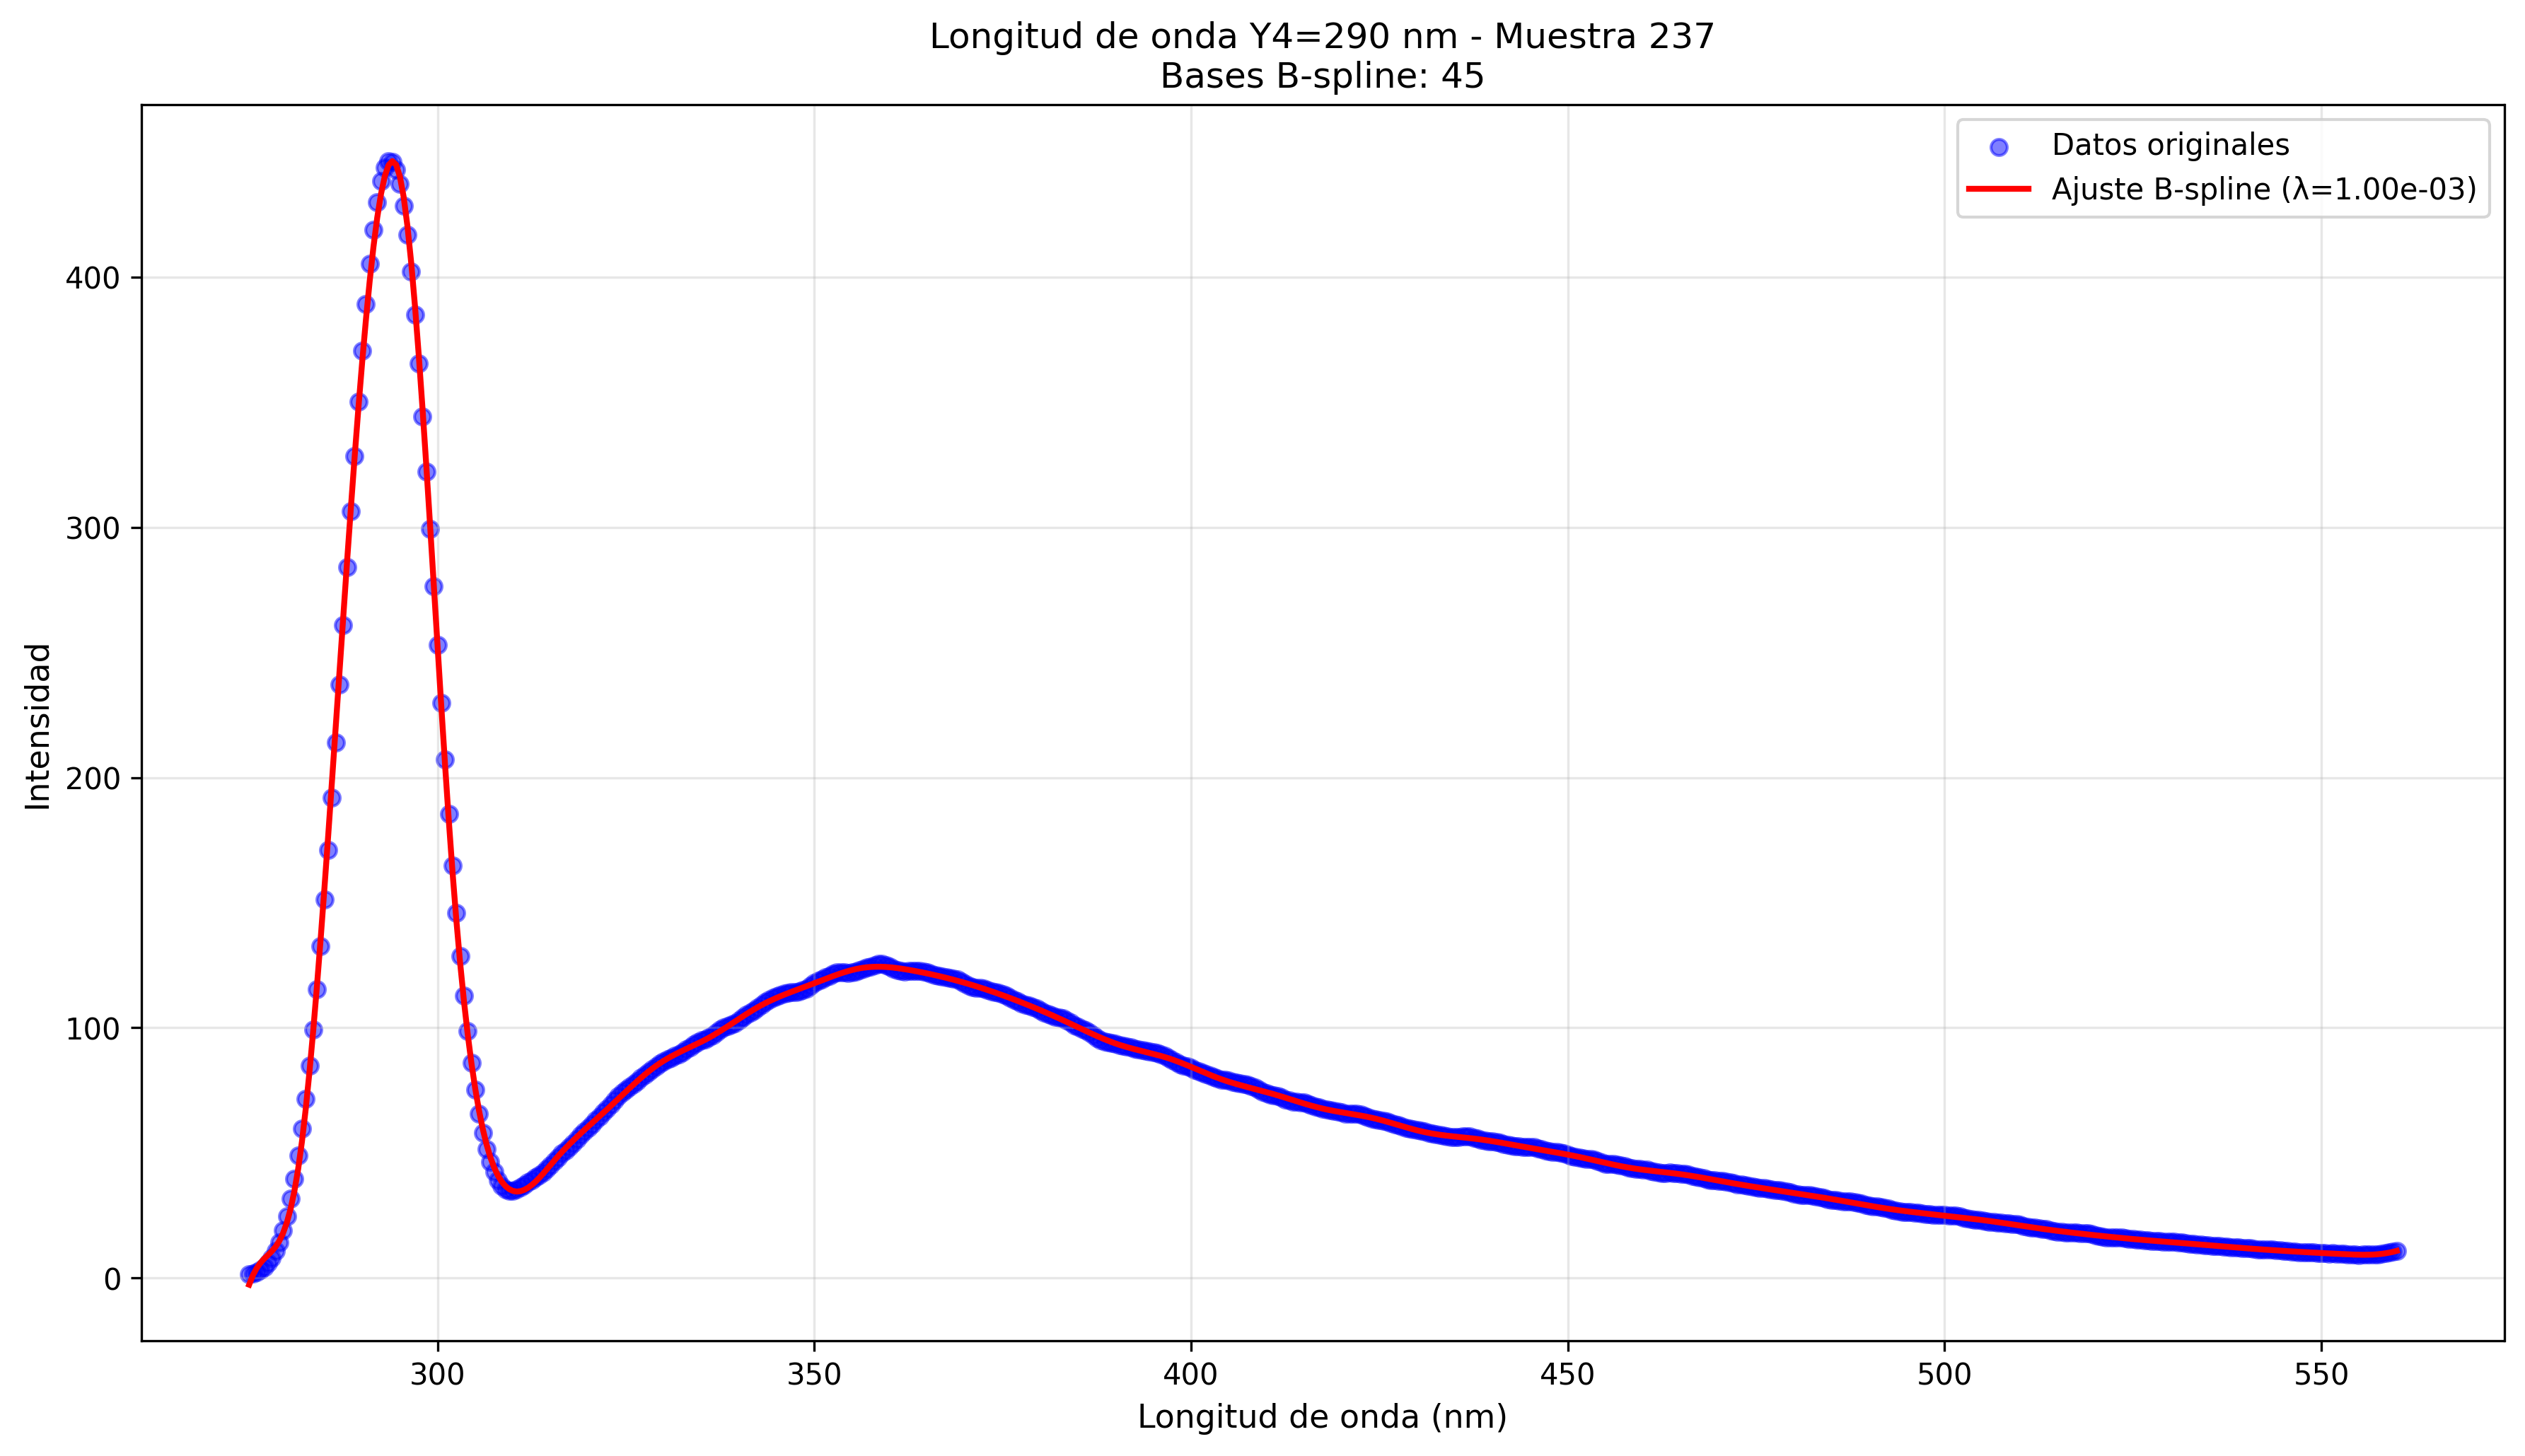 Longitud de onda Y4=290 nm - Muestra 237
Bases B-spline: 45
Datos originales
Ajuste B-spline (λ=1.00e-03)
Intensidad
400
300
200
100
0
300 350 400 450 500 550
Longitud de onda (nm)